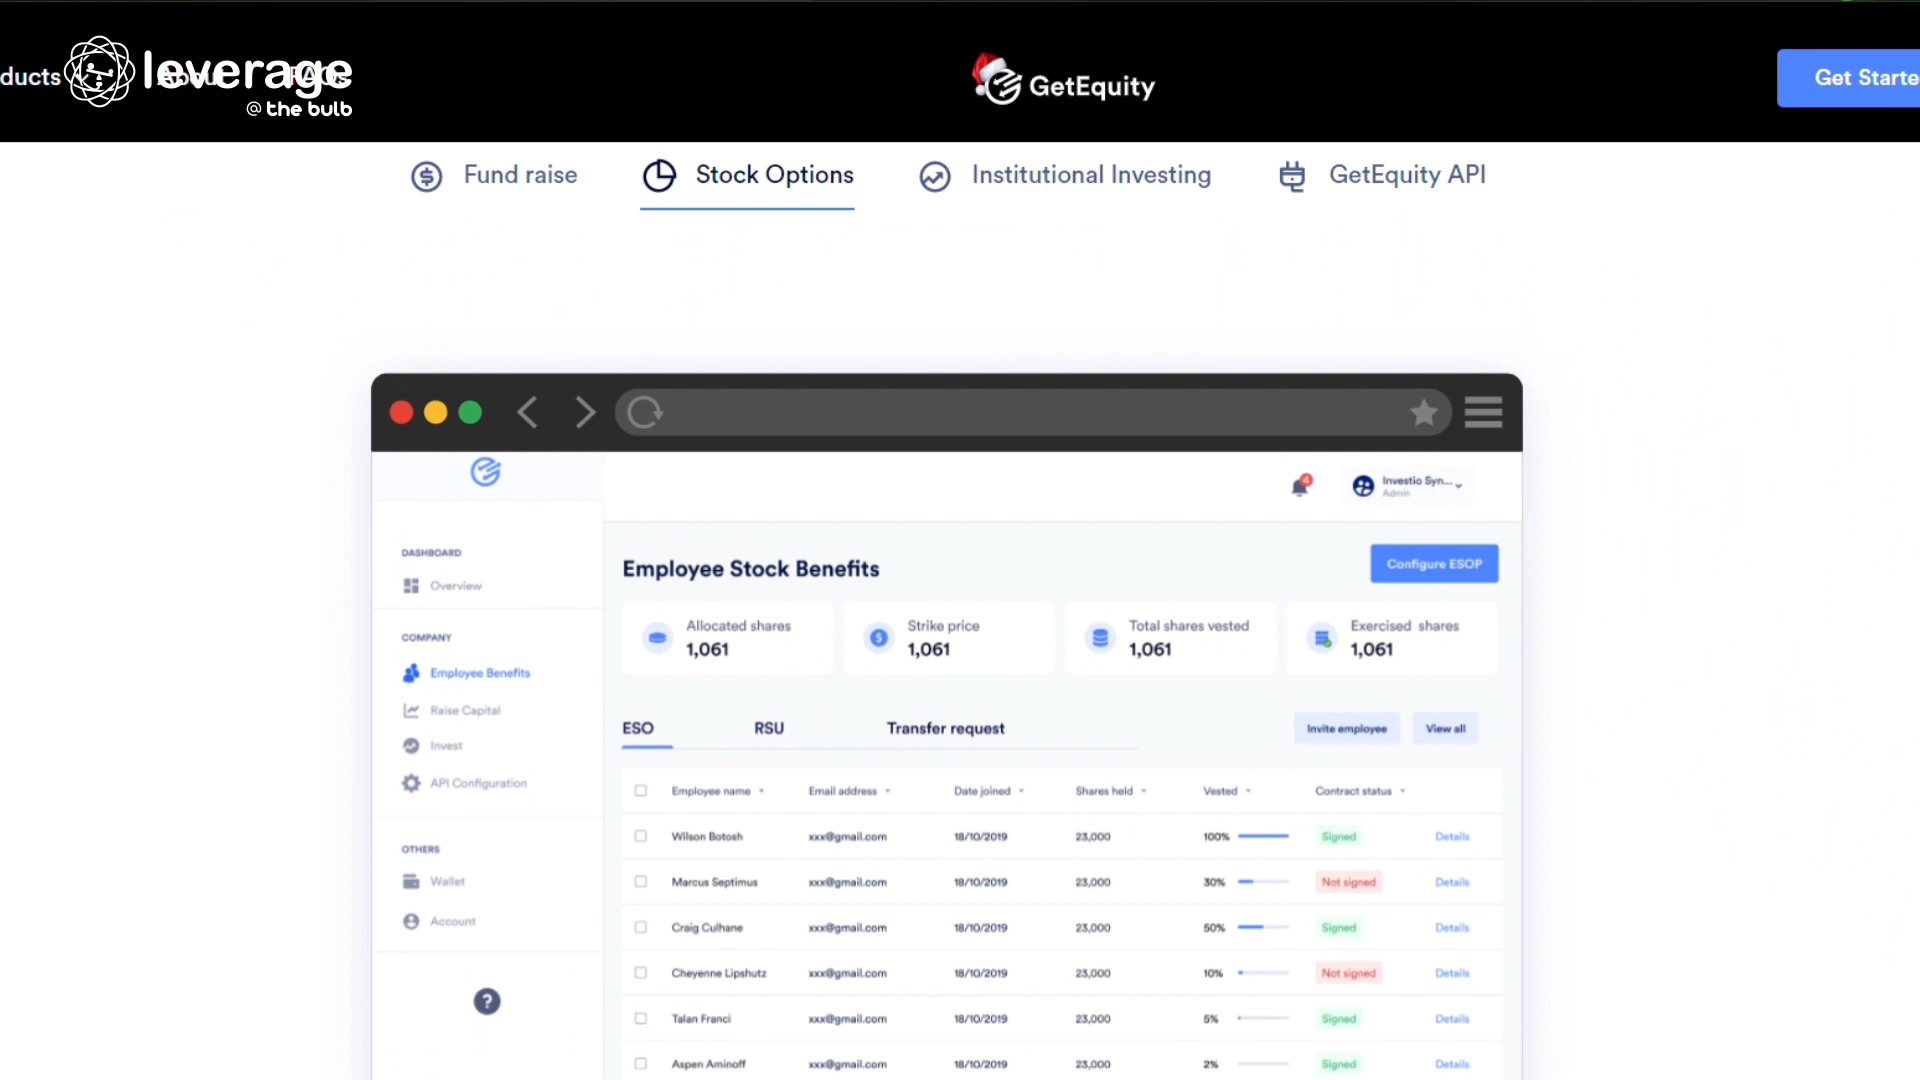 ducts
About
FAQs
leverage
@ the bulb
GetEquity
Get Starte
Fund raise
Stock Options
Institutional Investing
GetEquity API
4
Investio Syn...
Admin
DASHBOARD
Overview
COMPANY
Employee Benefits
Raise Capital
Invest
API Configuration
OTHERS
Wallet
Account
?
Employee Stock Benefits
Configure ESOP
Allocated shares
1,061
Strike price
1,061
Total shares vested
1,061
Exercised shares
1,061
ESO RSU Transfer request Invite employee View all
Employee name Email address Date joined Shares held Vested Contract status
Wilson Botosh xxx@gmail.com 18/10/2019 23,000 100% Signed Details
Marcus Septimus xxx@gmail.com 18/10/2019 23,000 30% Not signed Details
Craig Culhane xxx@gmail.com 18/10/2019 23,000 50% Signed Details
Cheyenne Lipshutz xxx@gmail.com 18/10/2019 23,000 10% Not signed Details
Talan Franci xxx@gmail.com 18/10/2019 23,000 5% Signed Details
Aspen Aminoff xxx@gmail.com 18/10/2019 23,000 2% Signed Details